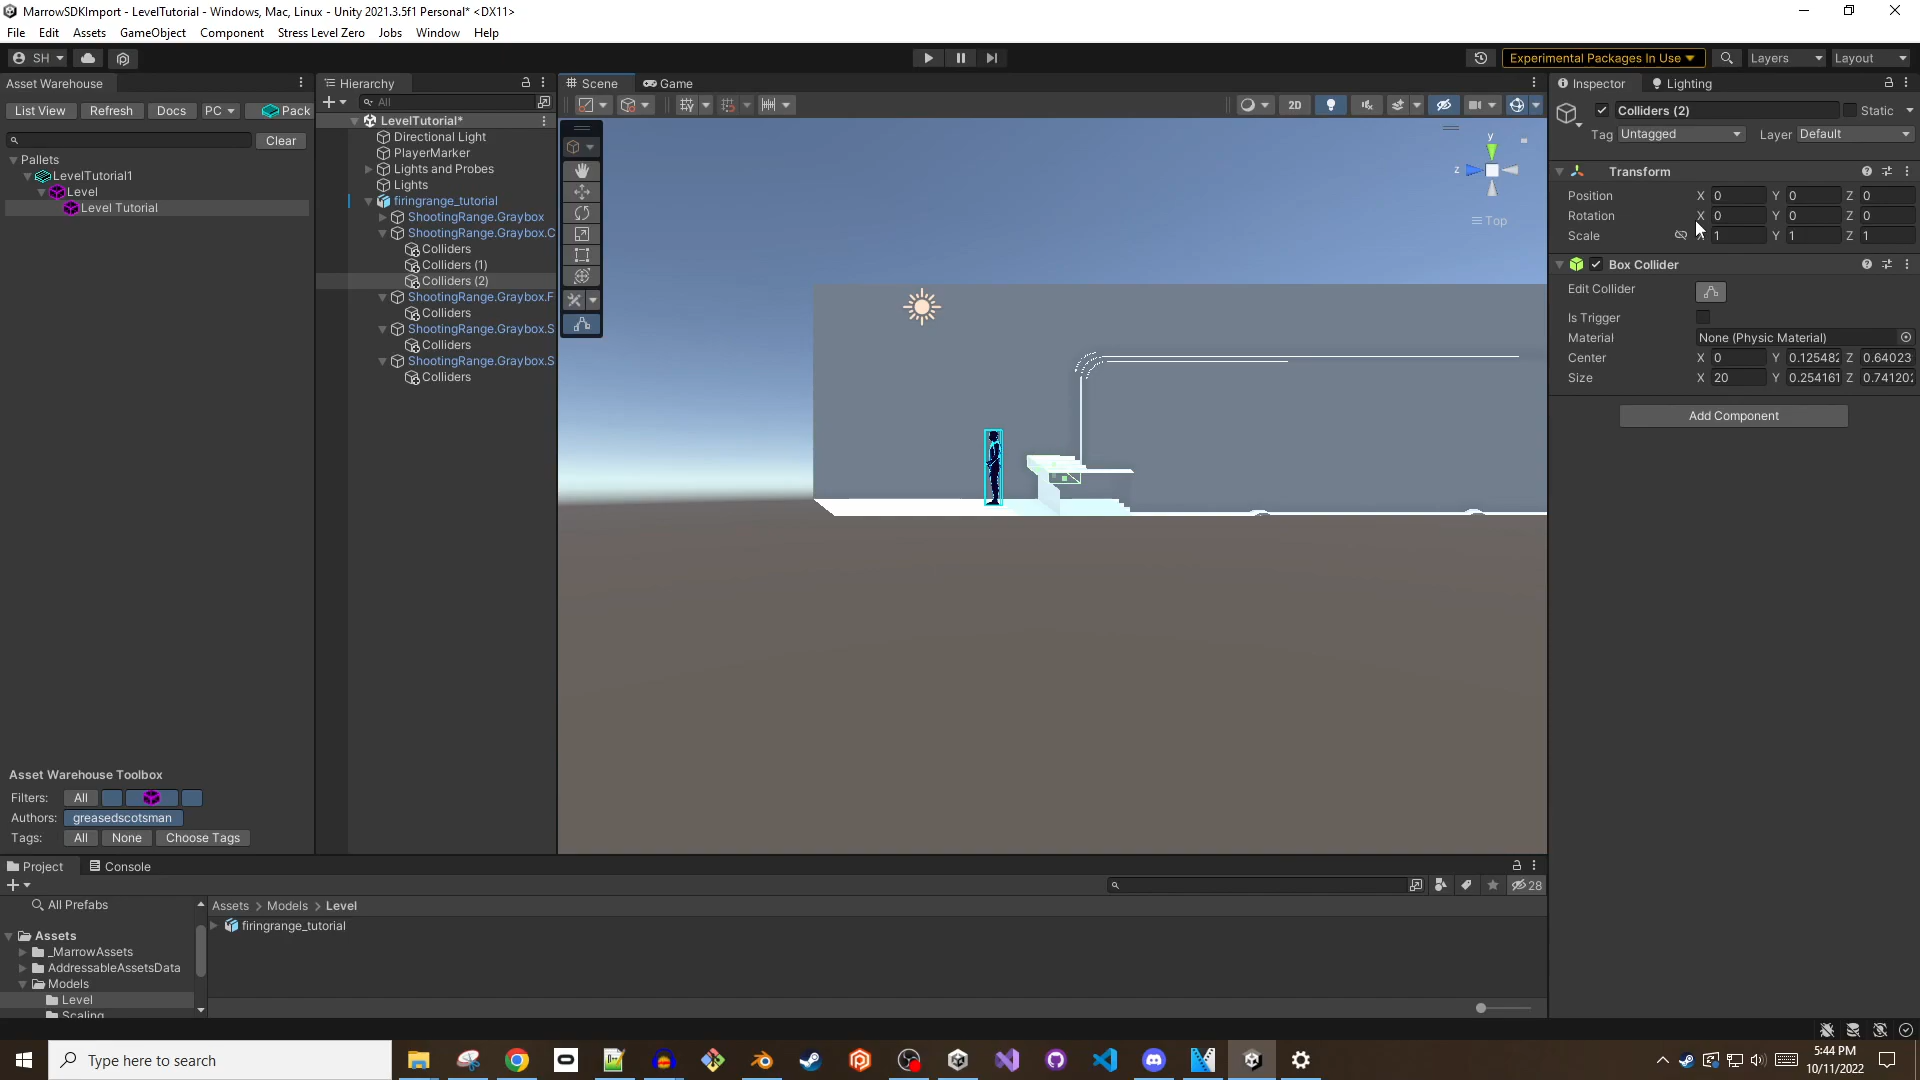 MarrowSDKImport - LevelTutorial - Windows, Mac, Linux - Unity 2021.3.5f1 Personal* <DX11>
File Edit Assets GameObject Component Stress Level Zero Jobs Window Help
SH Experimental Packages In Use Layers Layout
Asset Warehouse
List View Refresh Docs PC Pack
Clear
Pallets
LevelTutorial1
Level
Level Tutorial
Asset Warehouse Toolbox
Filters: All
Authors: greasedscotsman
Tags: All None Choose Tags
Hierarchy
All
LevelTutorial*
Directional Light
PlayerMarker
Lights and Probes
Lights
firingrange_tutorial
ShootingRange.Graybox
ShootingRange.Graybox.C
Colliders
Colliders (1)
Colliders (2)
ShootingRange.Graybox.F
Colliders
ShootingRange.Graybox.S
Colliders
ShootingRange.Graybox.S
Colliders
Scene Game
2D
y
z
Top
Inspector Lighting
Colliders (2) Static
Tag Untagged Layer Default
Transform
Position X 0 Y 0 Z 0
Rotation X 0 Y 0 Z 0
Scale X 1 Y 1 Z 1
Box Collider
Edit Collider
Is Trigger
Material None (Physic Material)
Center X 0 Y 0.125482 Z 0.64023
Size X 20 Y 0.254161 Z 0.741202
Add Component
Project Console
28
All Prefabs
Assets
_MarrowAssets
AddressableAssetsData
Models
Level
Scaling
Assets > Models > Level
firingrange_tutorial
Type here to search
5:44 PM
10/11/2022